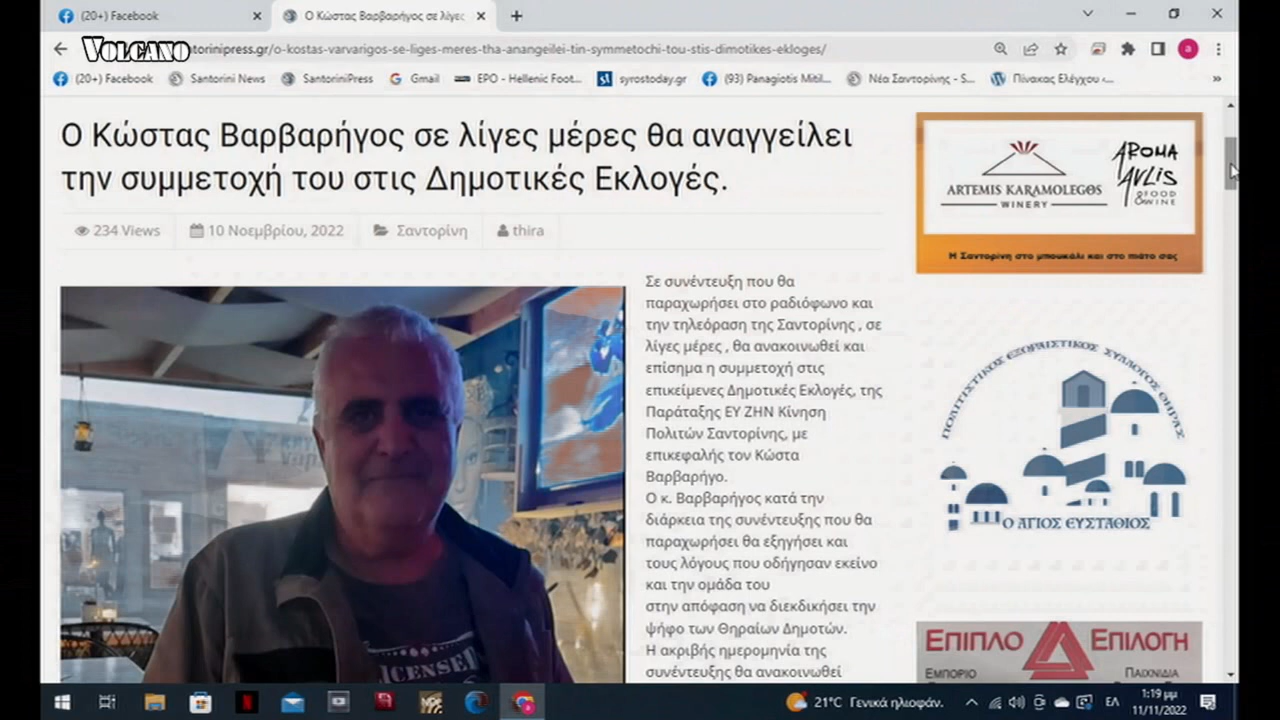 (20+) Facebook
Ο Κώστας Βαρβαρήγος σε λίγες
VOLCANO
ntorinipress.gr/o-kostas-varvarigos-se-liges-meres-tha-anangeilei-tin-symmetochi-tou-stis-dimotikes-ekloges/
a
(20+) Facebook
Santorini News
SantoriniPress
Gmail
EPO - Hellenic Foot...
syrostoday.gr
(93) Panagiotis Mitil...
Νέα Σαντορίνης - S...
Πίνακας Ελέγχου ‹...
»
Ο Κώστας Βαρβαρήγος σε λίγες μέρες θα αναγγείλει
την συμμετοχή του στις Δημοτικές Εκλογές.
234 Views
10 Νοεμβρίου, 2022
Σαντορίνη
thira
Σε συνέντευξη που θα
παραχωρήσει στο ραδιόφωνο και
την τηλεόραση της Σαντορίνης , σε
λίγες μέρες , θα ανακοινωθεί και
επίσημα η συμμετοχή στις
επικείμενες Δημοτικές Εκλογές, της
Παράταξης ΕΥ ΖΗΝ Κίνηση
Πολιτών Σαντορίνης, με
επικεφαλής τον Κώστα
Βαρβαρήγο.
Ο κ. Βαρβαρήγος κατά την
διάρκεια της συνέντευξης που θα
παραχωρήσει θα εξηγήσει και
τους λόγους που οδήγησαν εκείνο
και την ομάδα του
στην απόφαση να διεκδικήσει την
ψήφο των Θηραίων Δημοτών.
Η ακριβής ημερομηνία της
συνέντευξης θα ανακοινωθεί
ICENSE
ARTEMIS KARAMOLEGOS
WINERY
AROMA
AVLIS
FOOD
&WINE
Η Σαντορίνη στο μπουκάλι και στο πιάτο σας
ΠΟΛΙΤΙΣΤΙΚΟΣ ΕΞΩΡΑΙΣΤΙΚΟΣ ΣΥΛΛΟΓΟΣ ΘΗΡΑΣ
Ο ΑΓΙΟΣ ΕΥΣΤΑΘΙΟΣ
ΕΠΙΠΛΟ ΕΠΙΛΟΓΗ
ΕΜΠΟΡΙΟ ΠΑΙΧΝΙΔΙΑ
21°C Γενικά ηλιοφάν.
ΕΛ
1:19 μμ
11/11/2022